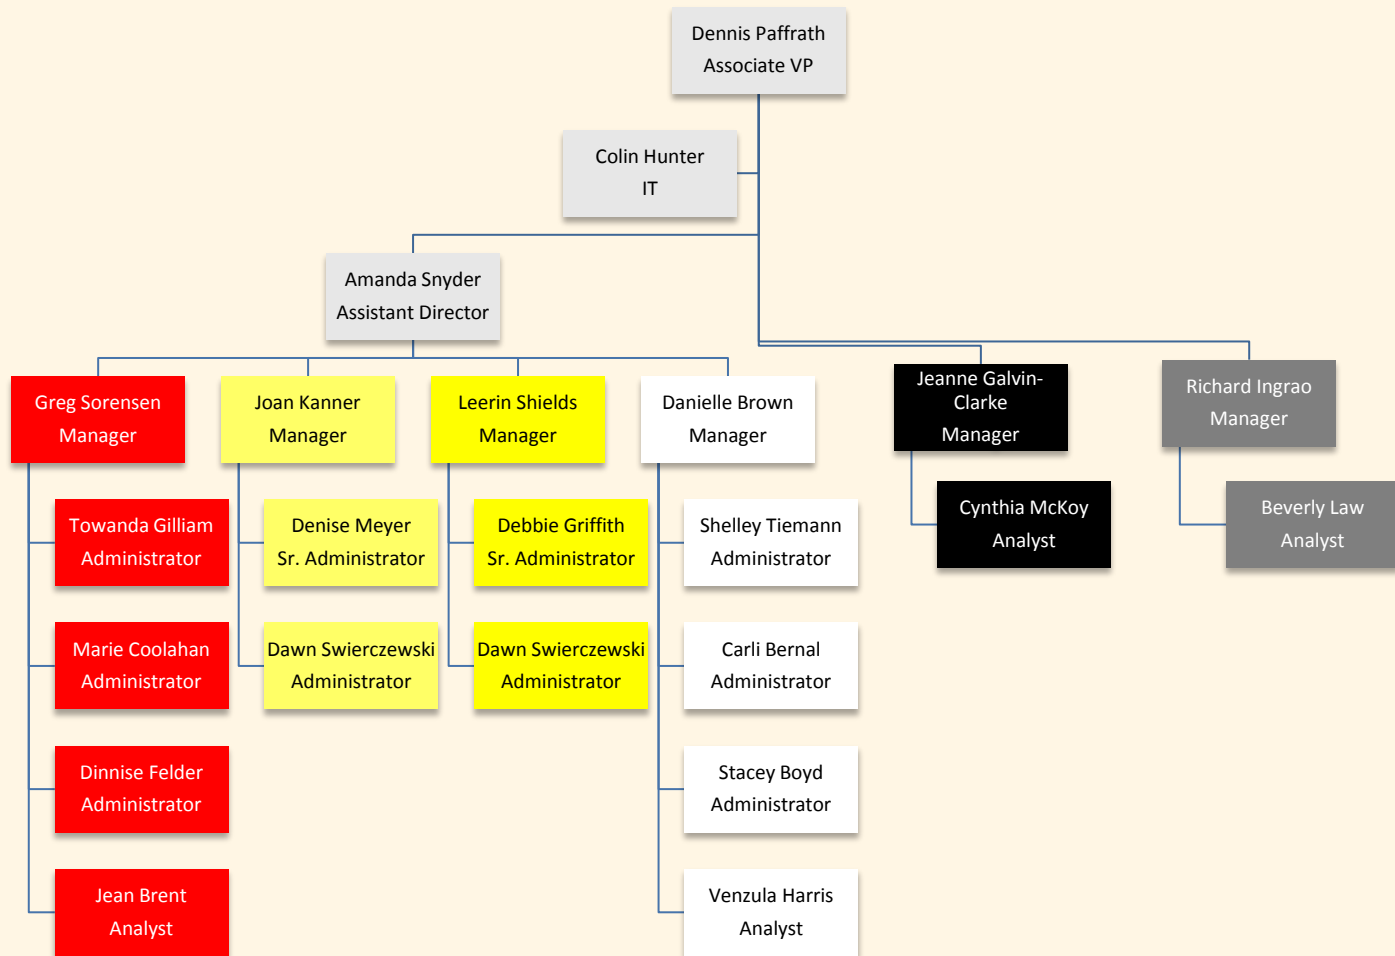 Dennis Paffrath
Associate VP
Colin Hunter
IT
Amanda Snyder
Assistant Director
Greg Sorensen
Manager
Joan Kanner
Manager
Leerin Shields
Manager
Danielle Brown
Manager
Jeanne Galvin-
Clarke
Manager
Richard Ingrao
Manager
Towanda Gilliam
Administrator
Denise Meyer
Sr. Administrator
Debbie Griffith
Sr. Administrator
Shelley Tiemann
Administrator
Cynthia McKoy
Analyst
Beverly Law
Analyst
Marie Coolahan
Administrator
Dawn Swierczewski
Administrator
Dawn Swierczewski
Administrator
Carli Bernal
Administrator
Dinnise Felder
Administrator
Stacey Boyd
Administrator
Jean Brent
Analyst
Venzula Harris
Analyst